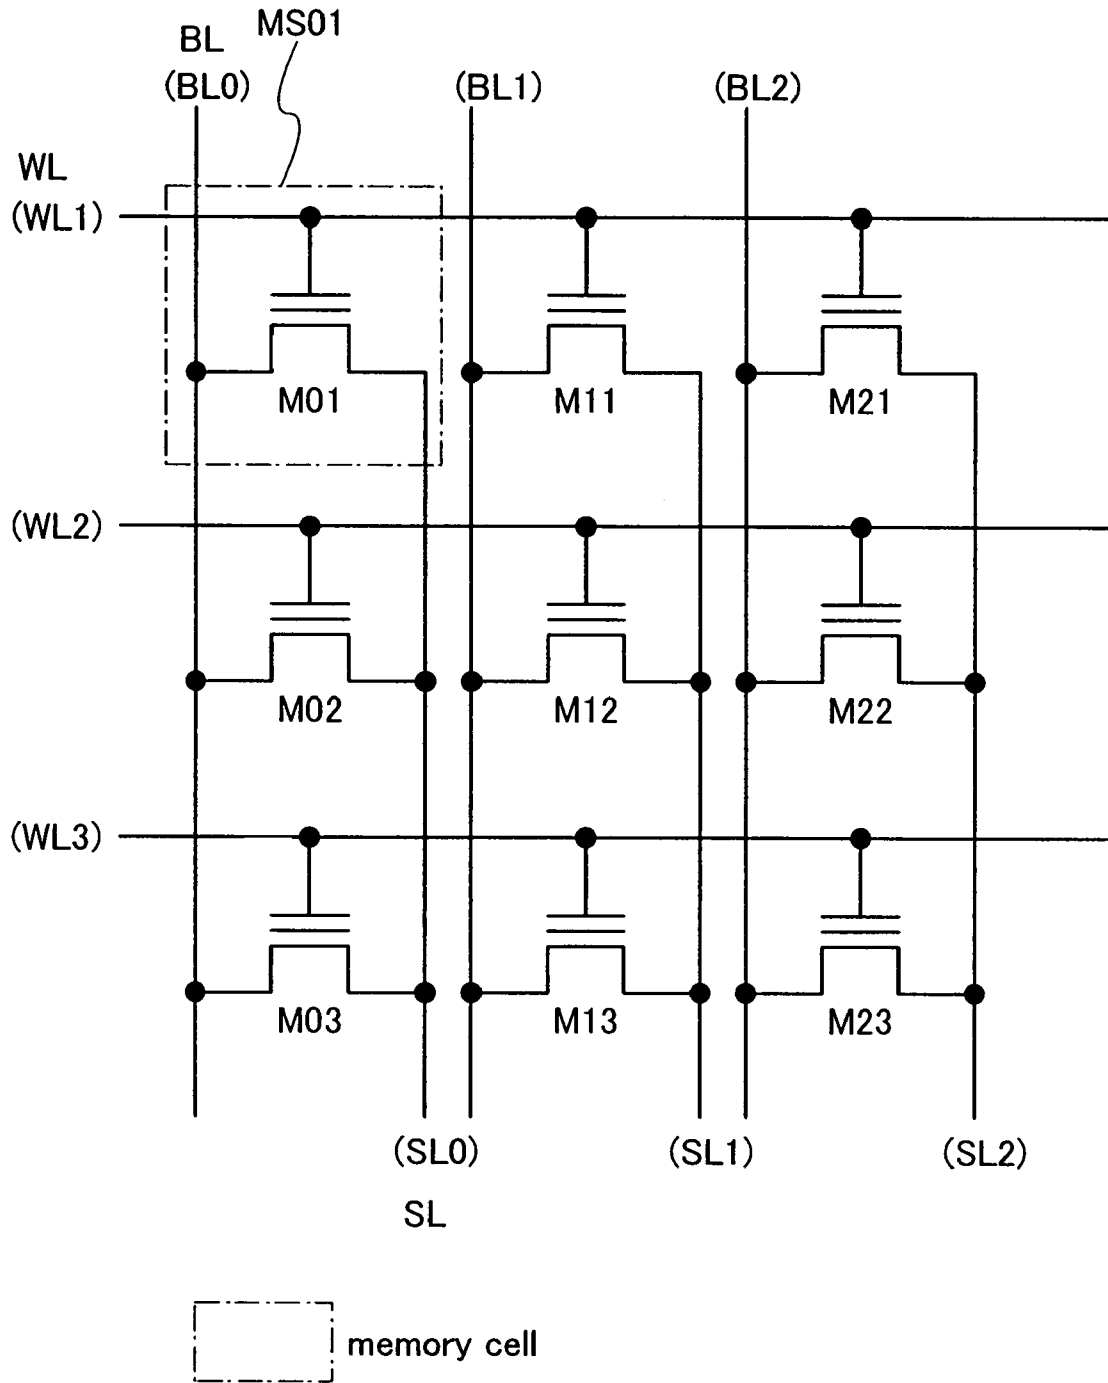 MS01
BL
(BL0) (BL1) (BL2)
WL
(WL1)
M01 M11 M21
(WL2)
M02 M12 M22
(WL3)
M03 M13 M23
(SL0) (SL1) (SL2)
SL
memory cell